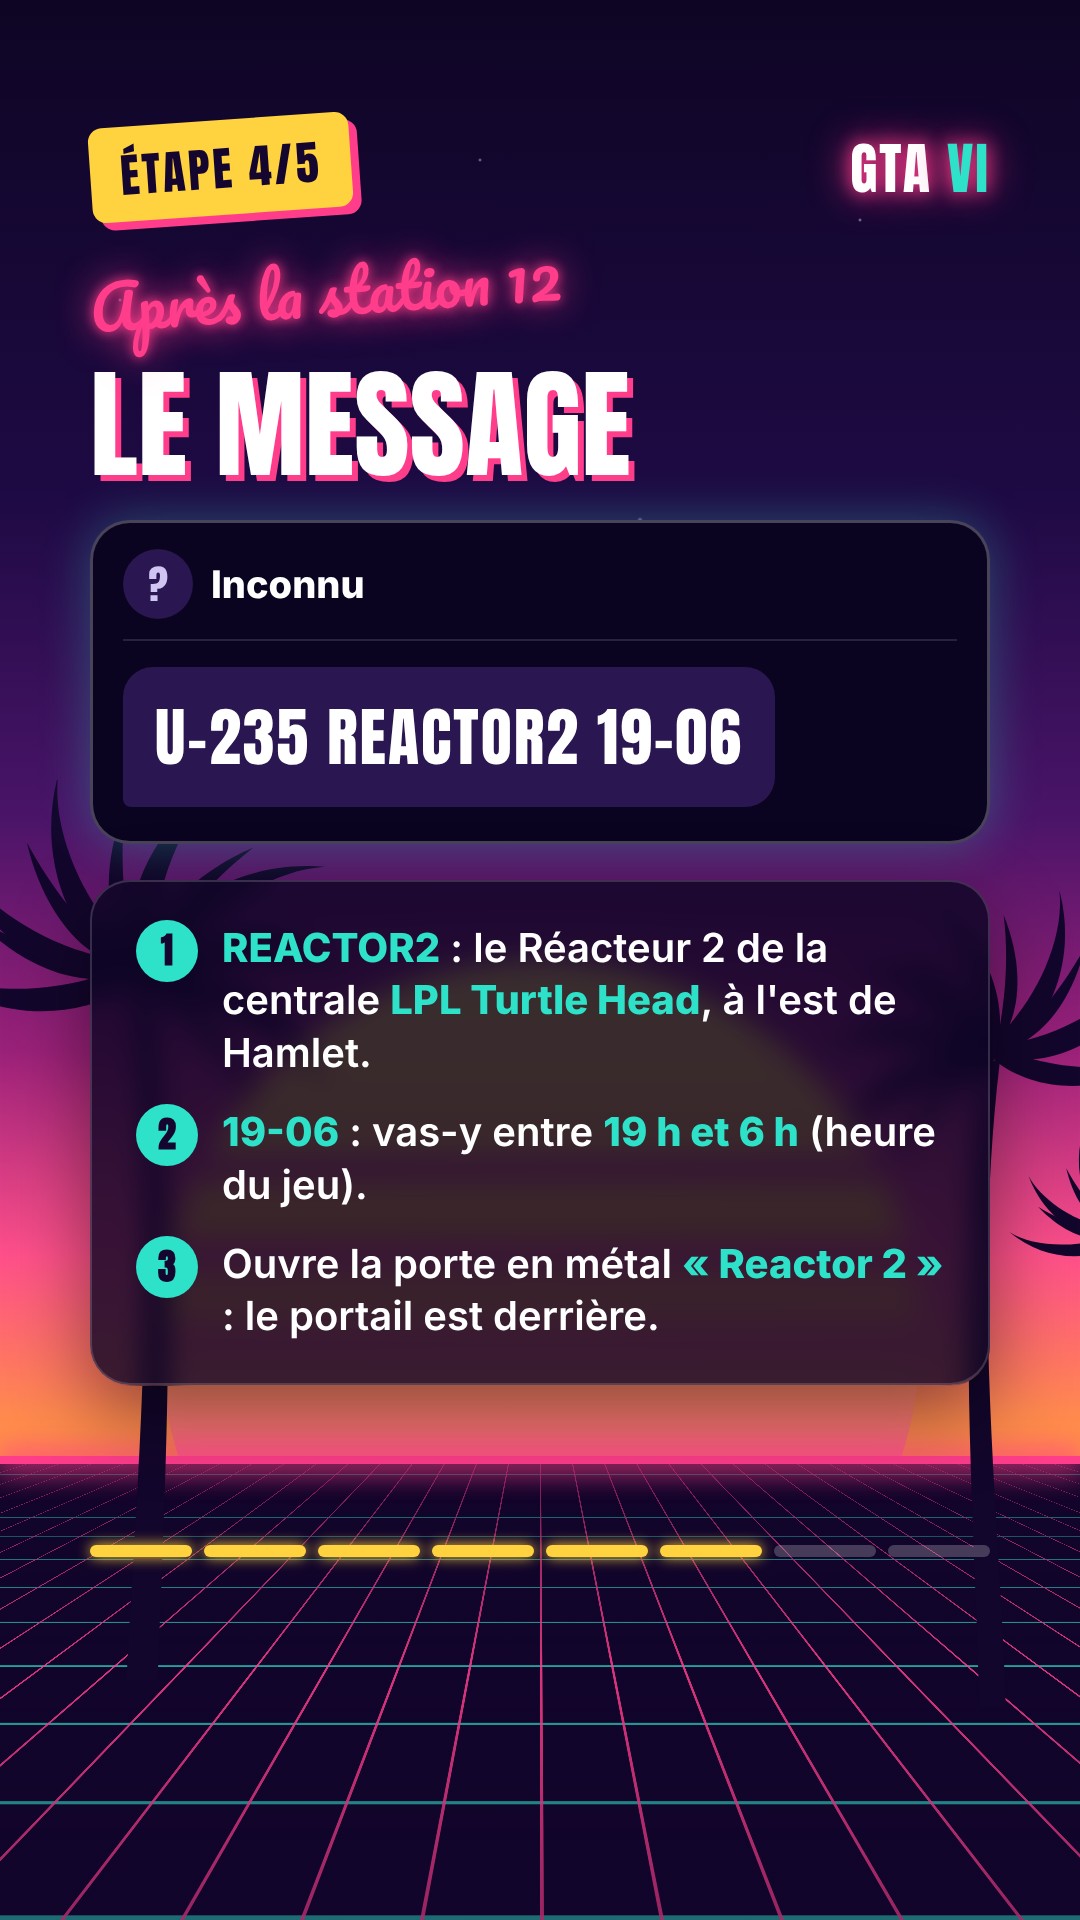 ÉTAPE 4/5
GTA VI
Après la station 12
LE MESSAGE
?
Inconnu
U-235 REACTOR2 19-06
1
REACTOR2 : le Réacteur 2 de la
centrale LPL Turtle Head, à l'est de
Hamlet.
2
19-06 : vas-y entre 19 h et 6 h (heure
du jeu).
3
Ouvre la porte en métal « Reactor 2 »
: le portail est derrière.